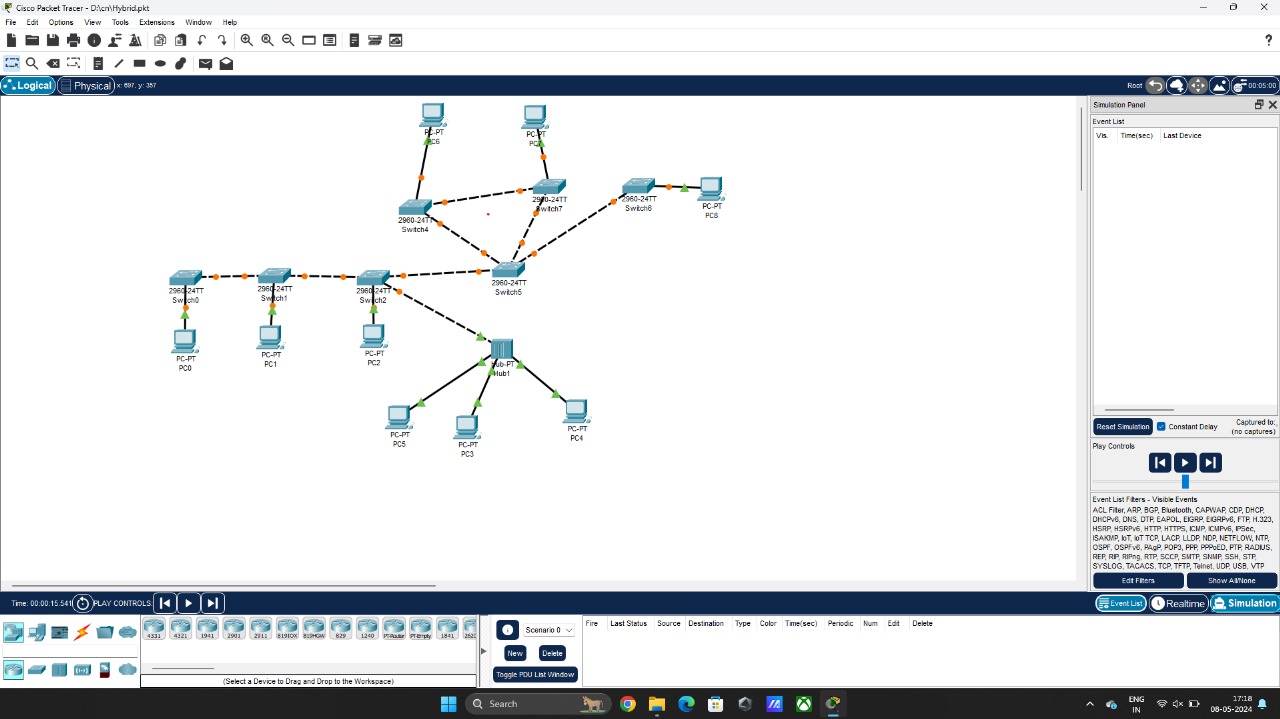 Cisco Packet Tracer - D:\cn\Hybrid.pkt
File Edit Options View Tools Extensions Window Help
Logical Physical x: 697, y: 357
Root 00:05:00
PC-PT
PC6
PC-PT
2960-24TT
Switch7
2960-24TT
Switch6
PC-PT
PC8
2960-24TT
Switch4
2960-24TT
Switch0
2960-24TT
Switch1
2960-24TT
Switch2
2960-24TT
Switch5
PC-PT
PC0
PC-PT
PC1
PC-PT
PC2
Hub-PT
Hub1
PC-PT
PC5
PC-PT
PC3
PC-PT
PC4
Simulation Panel
Event List
Vis. Time(sec) Last Device
Reset Simulation Constant Delay Captured to:
(no captures)
Play Controls
Event List Filters - Visible Events
ACL Filter, ARP, BGP, Bluetooth, CAPWAP, CDP, DHCP,
DHCPv6, DNS, DTP, EAPOL, EIGRP, EIGRPv6, FTP, H.323,
HSRP, HSRPv6, HTTP, HTTPS, ICMP, ICMPv6, IPSec,
ISAKMP, IoT, IoT TCP, LACP, LLDP, NDP, NETFLOW, NTP,
OSPF, OSPFv6, PAgP, POP3, PPP, PPPoED, PTP, RADIUS,
REP, RIP, RIPng, RTP, SCCP, SMTP, SNMP, SSH, STP,
SYSLOG, TACACS, TCP, TFTP, Telnet, UDP, USB, VTP
Edit Filters Show All/None
Time: 00:00:15.541 PLAY CONTROLS:
Event List Realtime Simulation
4331 4321 1941 2901 2911 819IOX 819HGW 829 1240 PT-Router PT-Empty 1841
(Select a Device to Drag and Drop to the Workspace)
Scenario 0
New Delete
Toggle PDU List Window
Fire Last Status Source Destination Type Color Time(sec) Periodic Num Edit Delete
Search
ENG
IN
17:18
08-05-2024